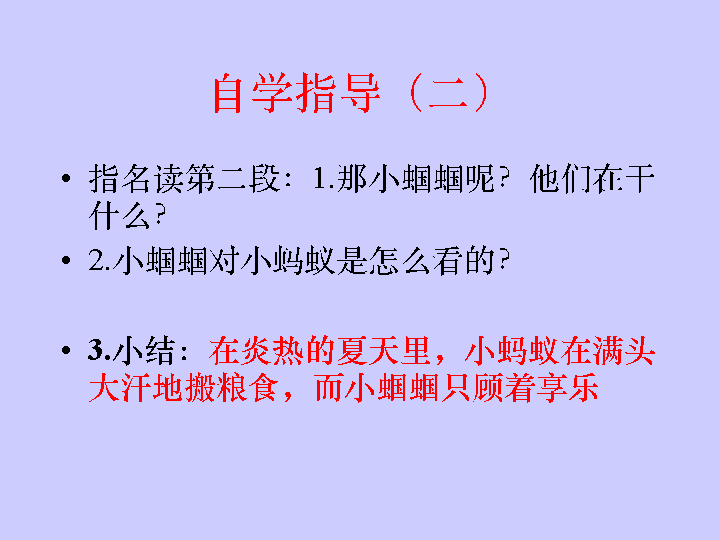 自学指导（二）
• 指名读第二段：1.那小蝈蝈呢？他们在干
什么？
• 2.小蝈蝈对小蚂蚁是怎么看的？
• 3.小结：在炎热的夏天里，小蚂蚁在满头
大汗地搬粮食，而小蝈蝈只顾着享乐